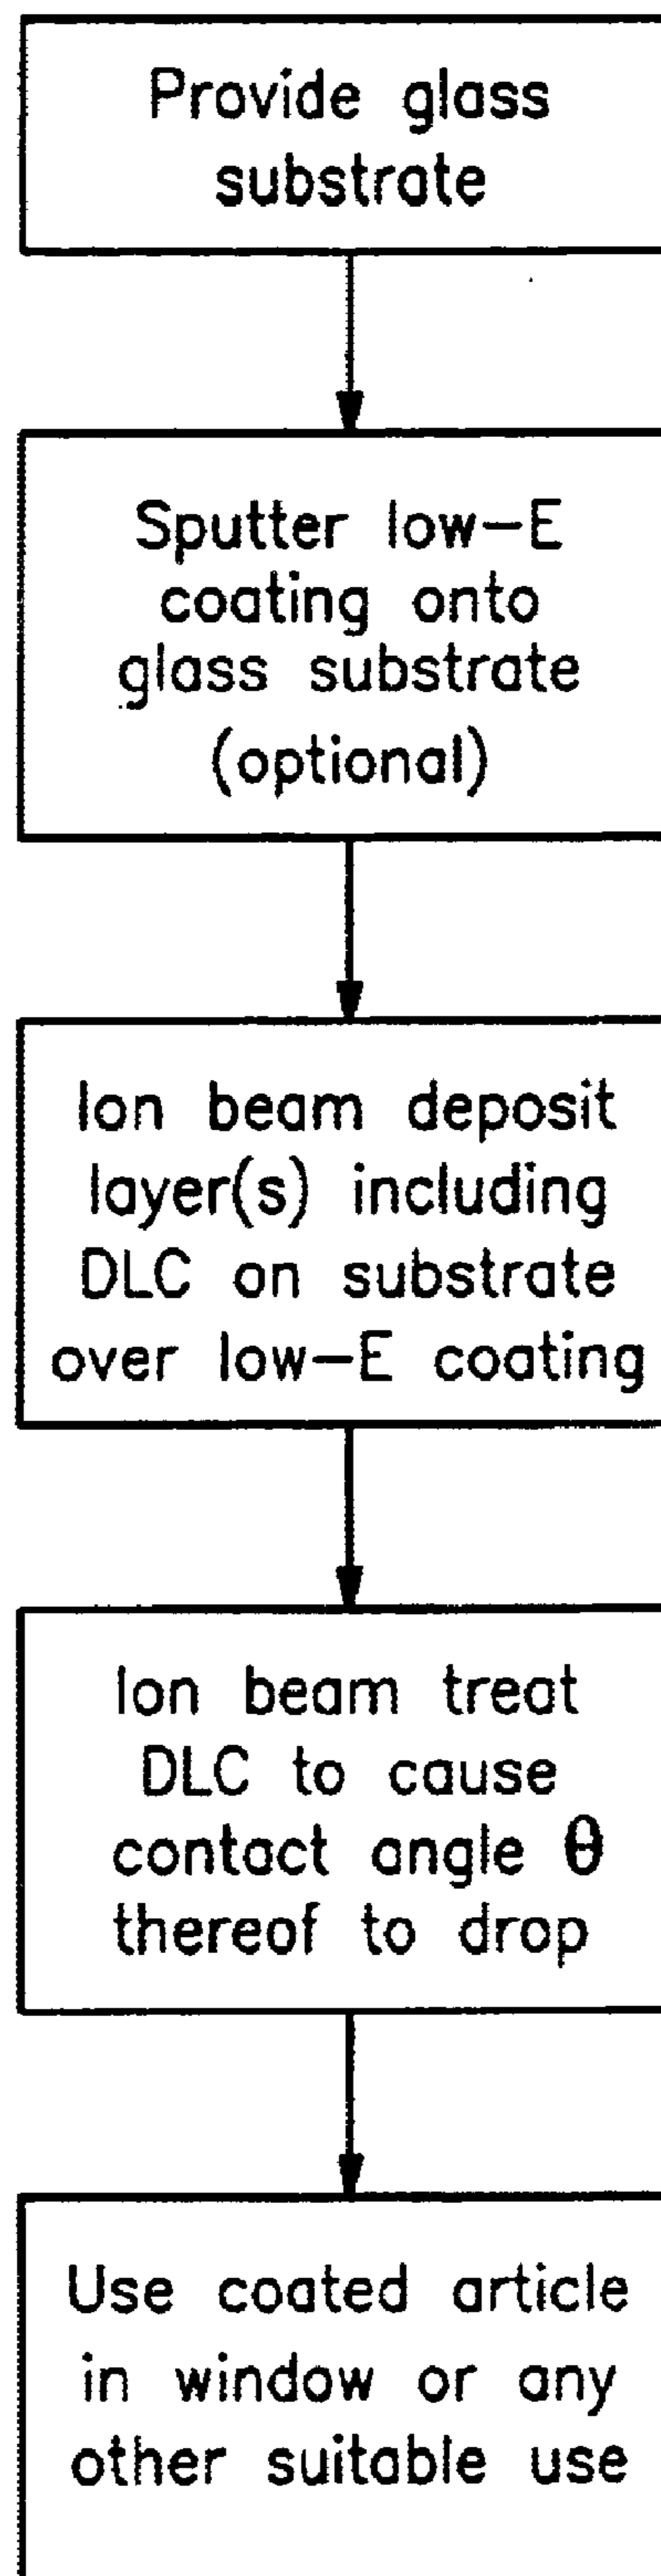 Provide glass
substrate
Sputter low-E
coating onto
glass substrate
(optional)
Ion beam deposit
layer(s) including
DLC on substrate
over low-E coating
Ion beam treat
DLC to cause
contact angle θ
thereof to drop
Use coated article
in window or any
other suitable use